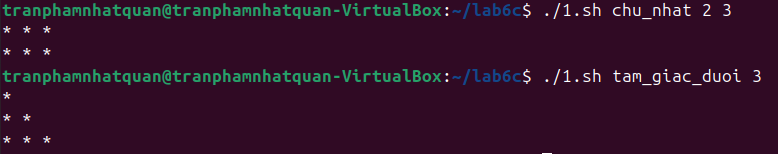 tranphamnhatquan@tranphamnhatquan-VirtualBox:~/lab6c$ ./1.sh chu_nhat 2 3
* * *
* * *
tranphamnhatquan@tranphamnhatquan-VirtualBox:~/lab6c$ ./1.sh tam_giac_duoi 3
*
* *
* * *